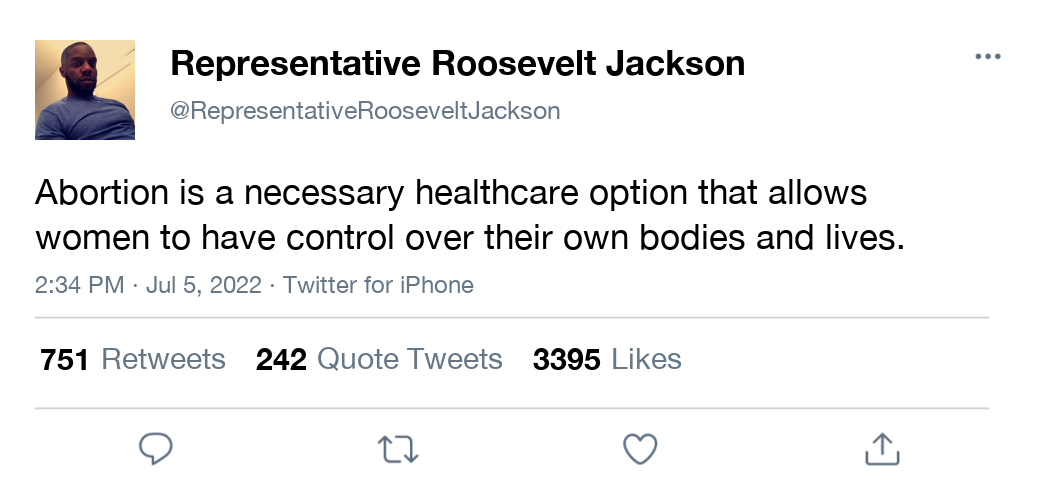 Representative Roosevelt Jackson
@RepresentativeRooseveltJackson
Abortion is a necessary healthcare option that allows
women to have control over their own bodies and lives.
2:34 PM · Jul 5, 2022 · Twitter for iPhone
751 Retweets 242 Quote Tweets 3395 Likes